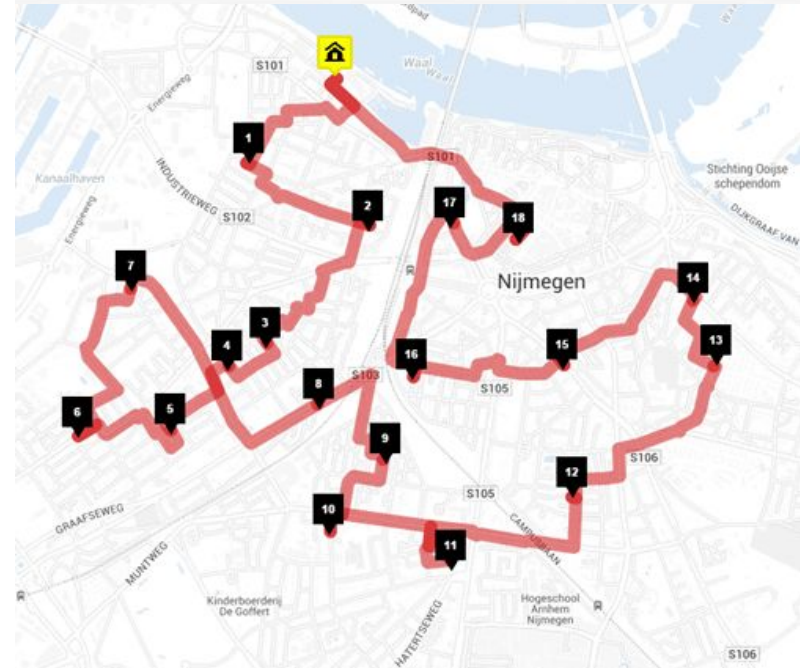 S101
Energieweg
Waal
Waal
1
S101
Kanaalhaven
INDUSTRIEWEG
Stichting Ooijse
schependom
Energieweg
S102
2
17
18
DIJKGRAAF VAN
7
Nijmegen
14
3
4
15
13
16
S103
S105
8
6
5
9
S106
12
S105
GRAAFSEWEG
10
CAMPUSBAAN
11
MUNTWEG
Kinderboerderij
De Goffert
Hogeschool
Arnhem
Nijmegen
HATERTSEWEG
S106